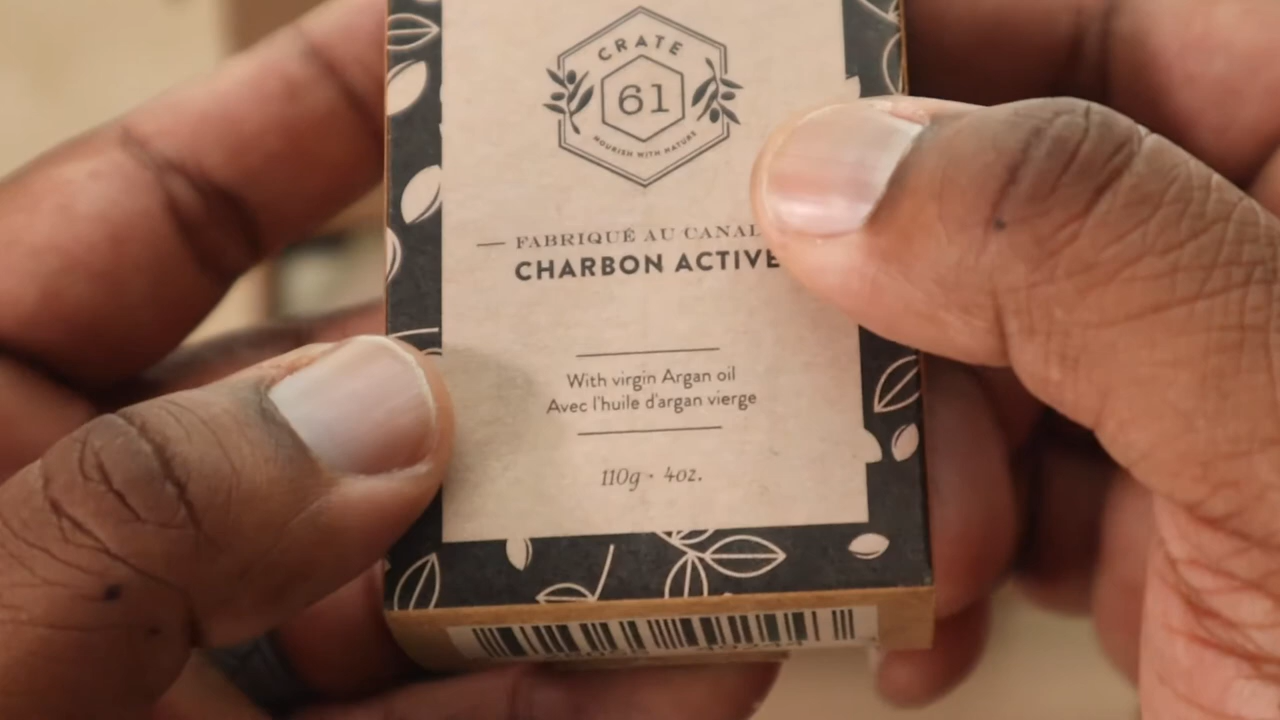 CRATE
61
NOURISH WITH NATURE
FABRIQUÉ AU CANAD
CHARBON ACTIVÉ
With virgin Argan oil
Avec l'huile d'argan vierge
110g · 4oz.